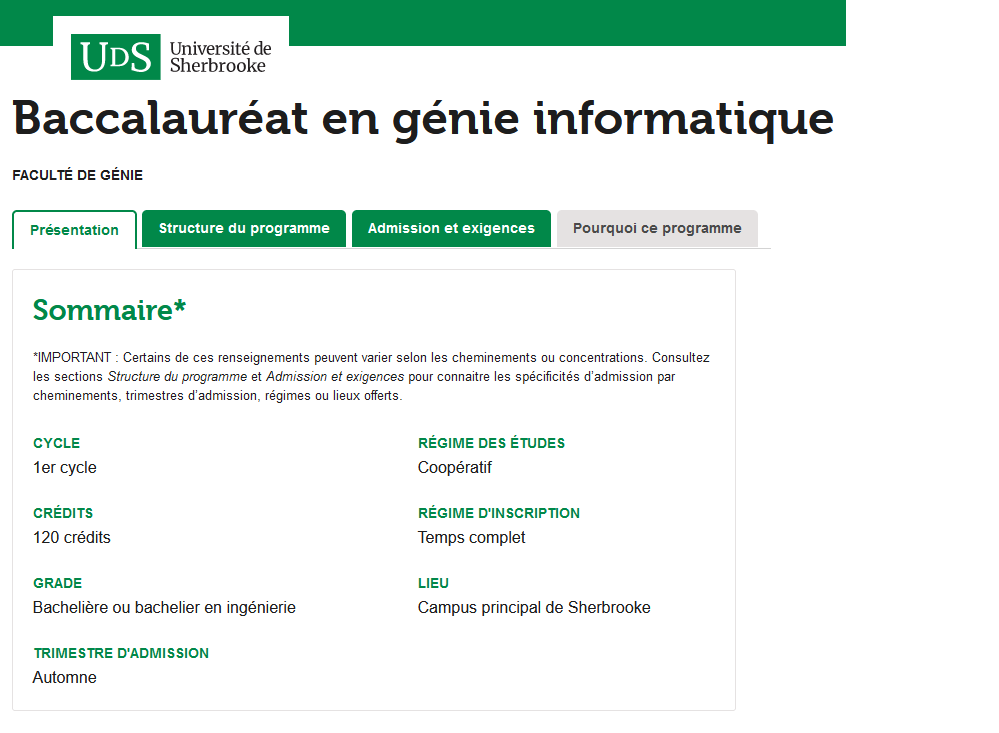 UDS Université de
Sherbrooke
Baccalauréat en génie informatique
FACULTÉ DE GÉNIE
Présentation Structure du programme Admission et exigences Pourquoi ce programme
Sommaire*
*IMPORTANT : Certains de ces renseignements peuvent varier selon les cheminements ou concentrations. Consultez
les sections Structure du programme et Admission et exigences pour connaitre les spécificités d'admission par
cheminements, trimestres d'admission, régimes ou lieux offerts.
CYCLE
1er cycle
RÉGIME DES ÉTUDES
Coopératif
CRÉDITS
120 crédits
RÉGIME D'INSCRIPTION
Temps complet
GRADE
Bachelière ou bachelier en ingénierie
LIEU
Campus principal de Sherbrooke
TRIMESTRE D'ADMISSION
Automne